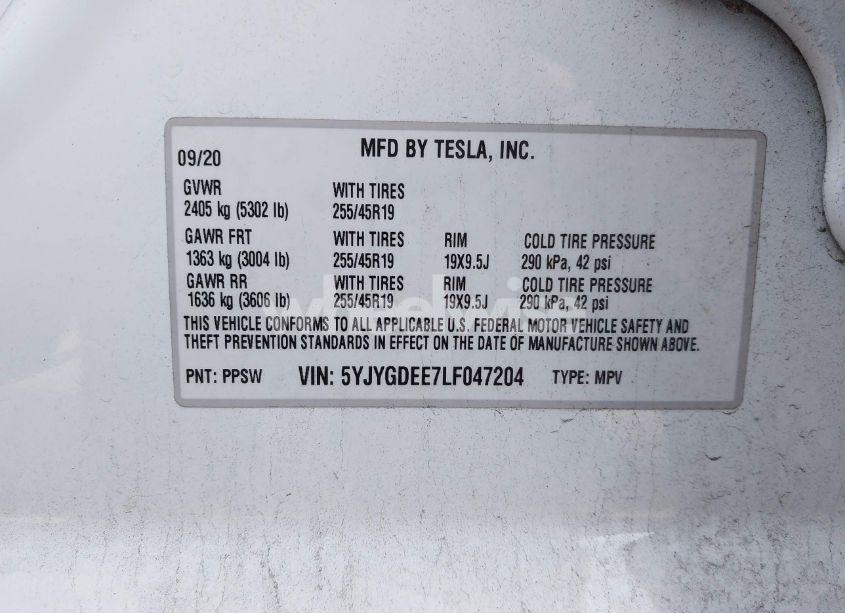 MFD BY TESLA, INC.
09/20
GVWR WITH TIRES
2405 kg (5302 lb) 255/45R19
GAWR FRT WITH TIRES RIM COLD TIRE PRESSURE
1363 kg (3004 lb) 255/45R19 19X9.5J 290 kPa, 42 psi
GAWR RR WITH TIRES RIM COLD TIRE PRESSURE
1636 kg (3606 lb) 255/45R19 19X9.5J 290 kPa, 42 psi
THIS VEHICLE CONFORMS TO ALL APPLICABLE U.S. FEDERAL MOTOR VEHICLE SAFETY AND
THEFT PREVENTION STANDARDS IN EFFECT ON THE DATE OF MANUFACTURE SHOWN ABOVE.
PNT: PPSW VIN: 5YJYGDEE7LF047204 TYPE: MPV